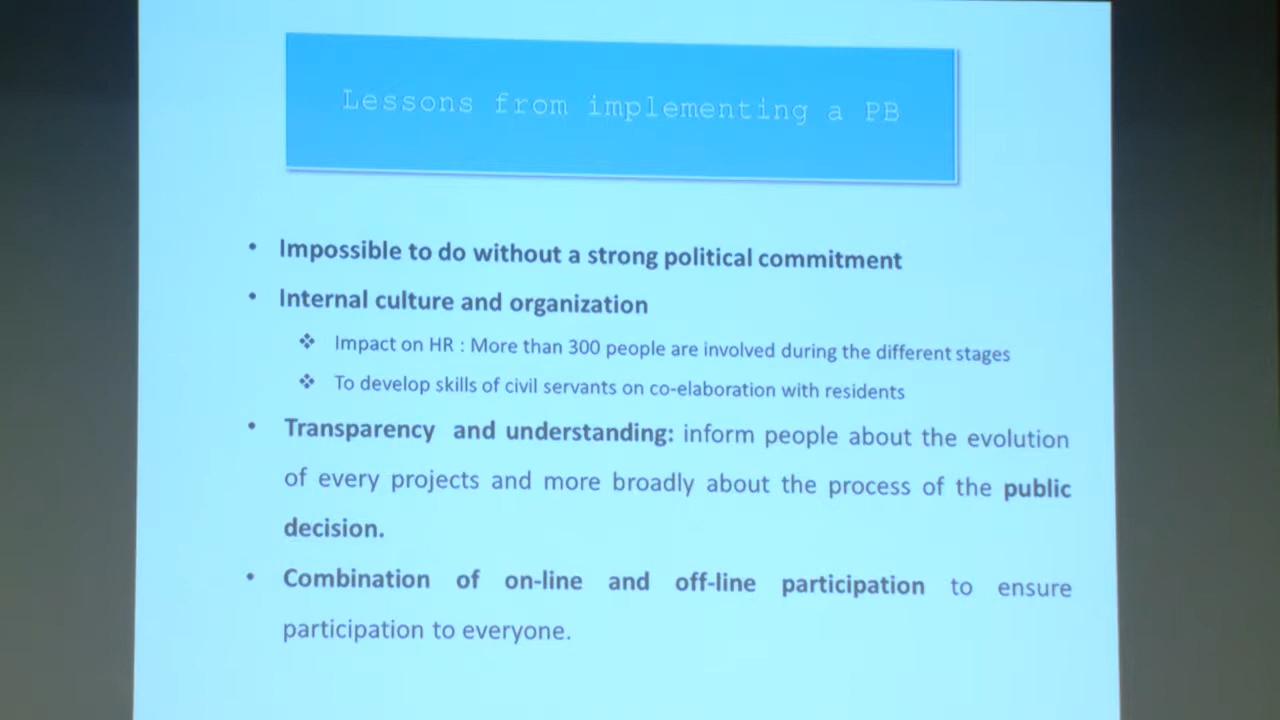 Lessons from implementing a PB
• Impossible to do without a strong political commitment
• Internal culture and organization
❖ Impact on HR : More than 300 people are involved during the different stages
❖ To develop skills of civil servants on co-elaboration with residents
• Transparency and understanding: inform people about the evolution
of every projects and more broadly about the process of the public
decision.
• Combination of on-line and off-line participation to ensure
participation to everyone.